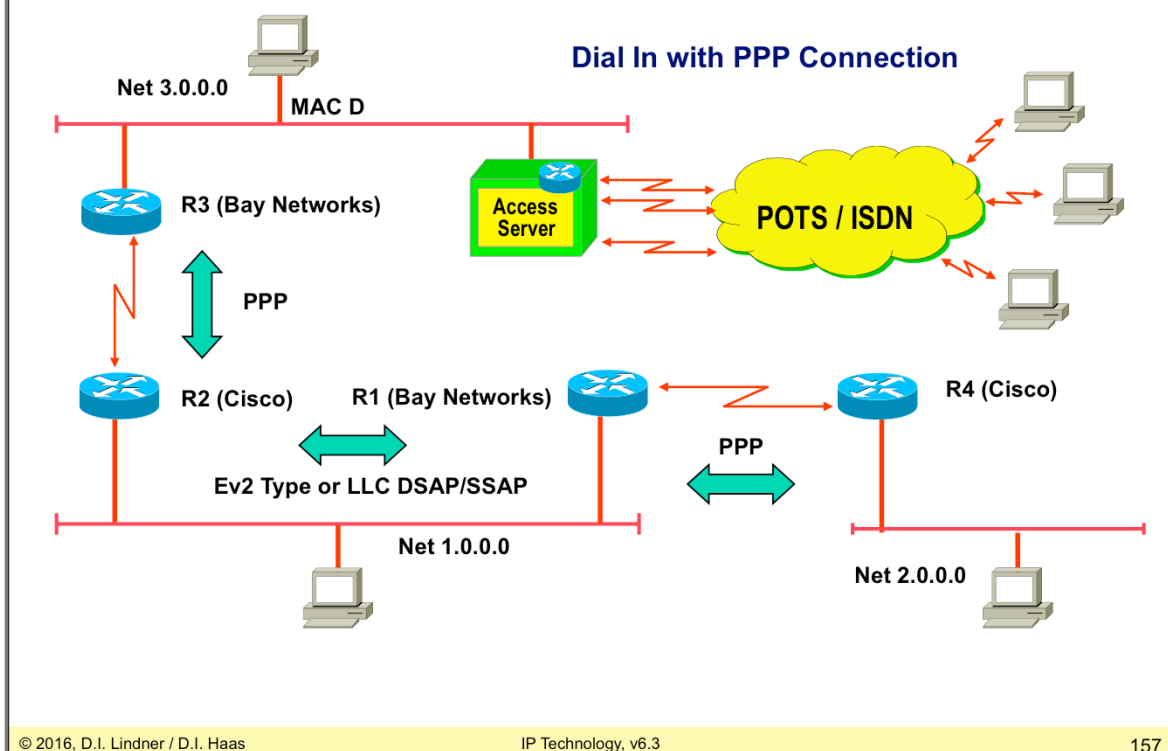 Dial In with PPP Connection
Net 3.0.0.0
MAC D
R3 (Bay Networks)
Access
Server
POTS / ISDN
PPP
R2 (Cisco)
R1 (Bay Networks)
R4 (Cisco)
PPP
Ev2 Type or LLC DSAP/SSAP
Net 1.0.0.0
Net 2.0.0.0
© 2016, D.I. Lindner / D.I. Haas
IP Technology, v6.3
157